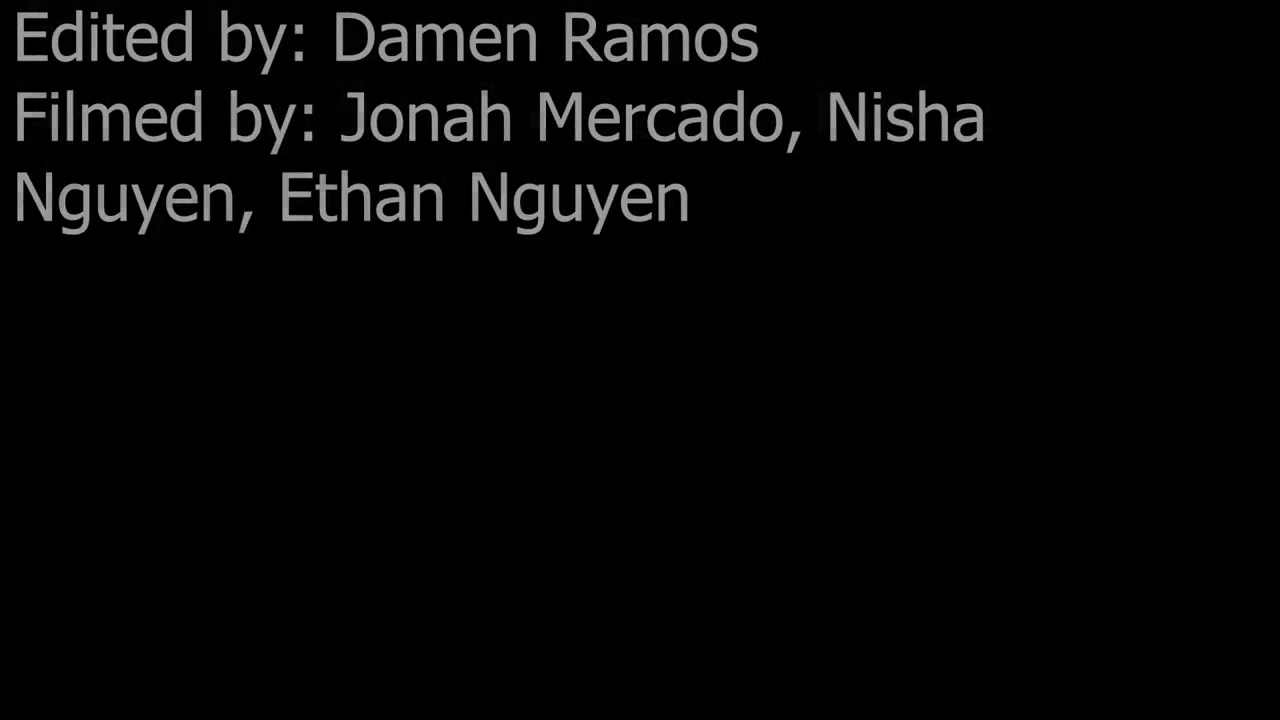 Edited by: Damen Ramos
Filmed by: Jonah Mercado, Nisha
Nguyen, Ethan Nguyen